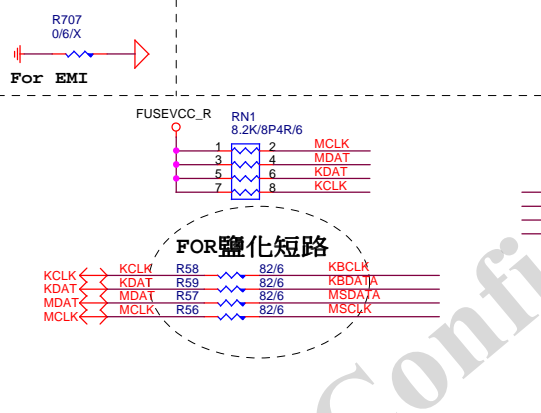 R707
0/6/X
For EMI
FUSEVCC_R
RN1
8.2K/8P4R/6
1 2 MCLK
3 4 MDAT
5 6 KDAT
7 8 KCLK
FOR鹽化短路
KCLK KCLK R58 82/6 KBCLK
KDAT KDAT R59 82/6 KBDATA
MDAT MDAT R57 82/6 MSDATA
MCLK MCLK R56 82/6 MSCLK
Confi